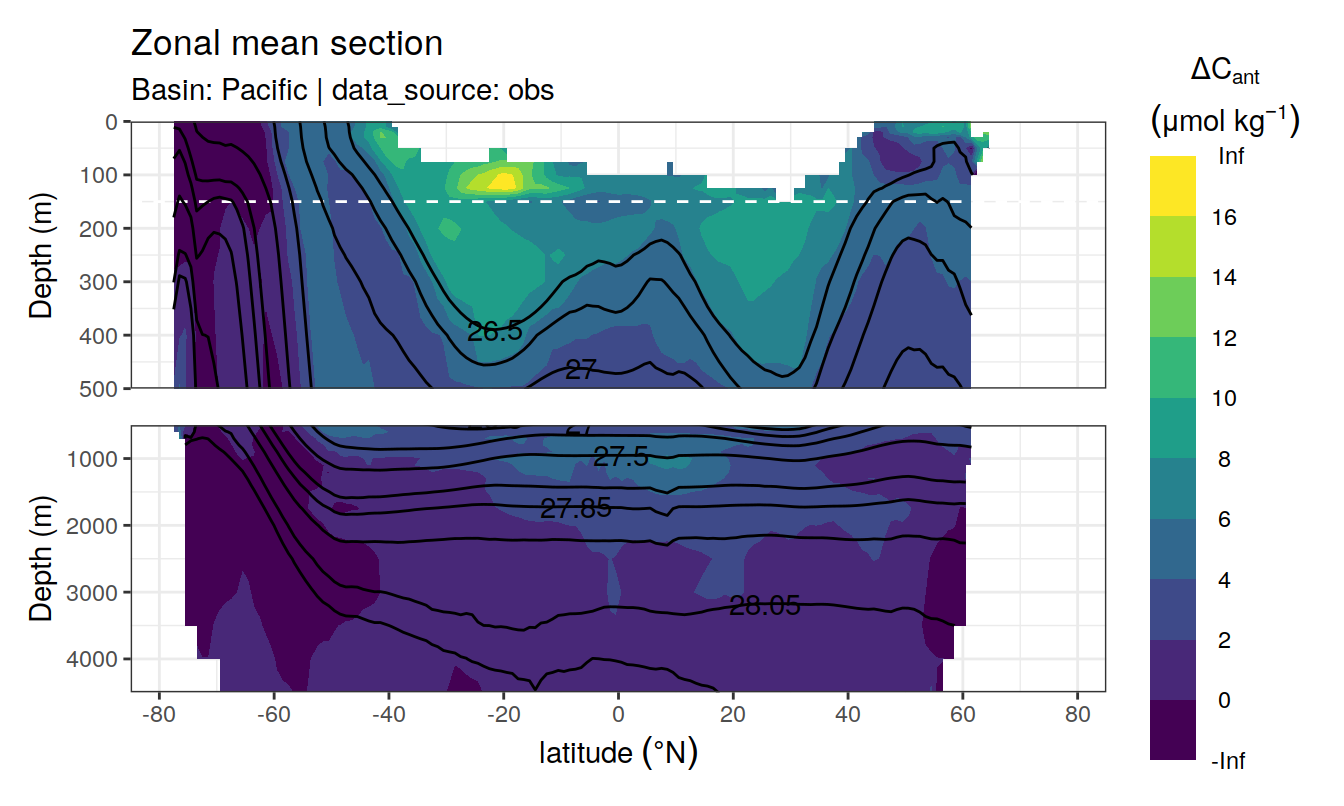 Zonal mean section
Basin: Pacific | data_source: obs
ΔCant
(μmol kg−1)
Inf
16
14
12
10
8
6
4
2
0
-Inf
Depth (m)
0
100
200
300
400
500
26.5
27
Depth (m)
1000
2000
3000
4000
27
27.5
27.85
28.05
-80 -60 -40 -20 0 20 40 60 80
latitude (°N)